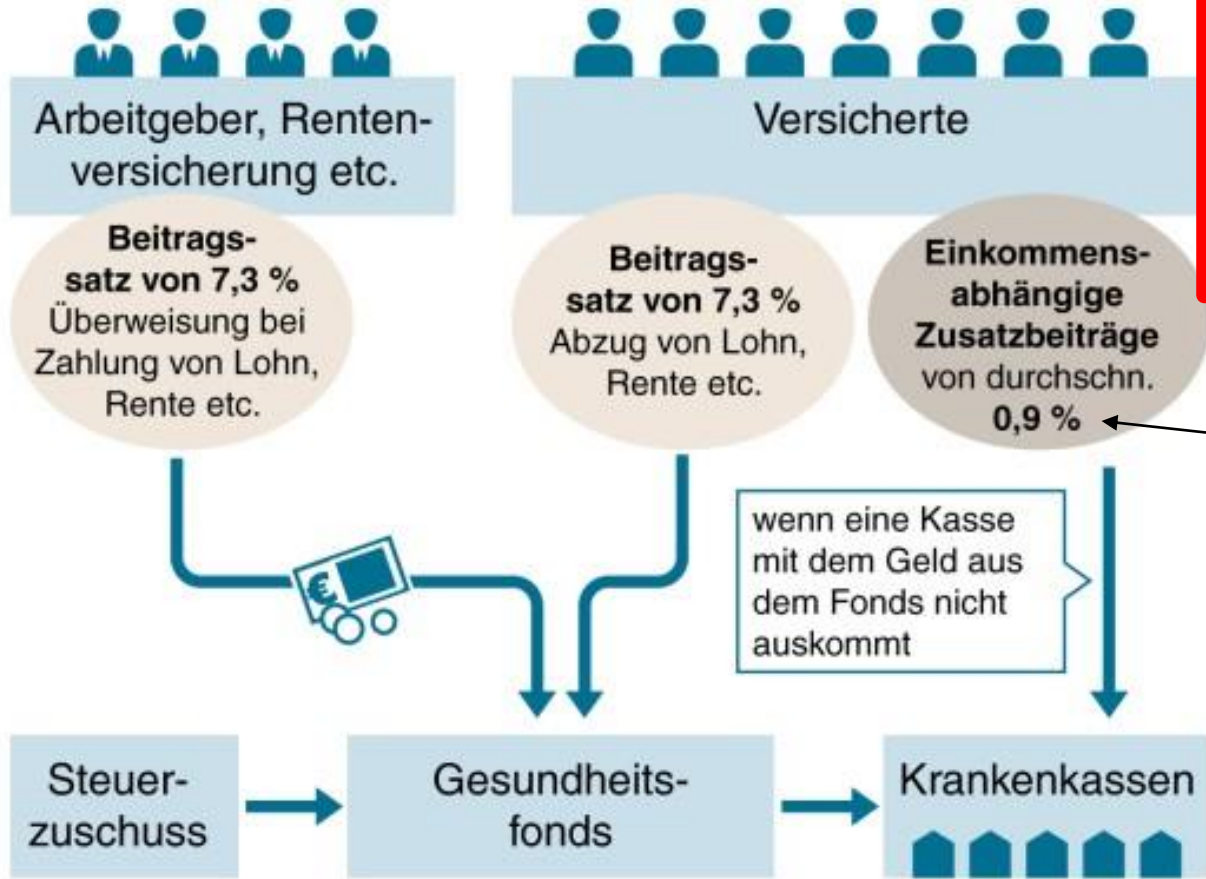 Arbeitgeber, Renten-
versicherung etc.
Versicherte
Beitrags-
satz von 7,3 %
Überweisung bei
Zahlung von Lohn,
Rente etc.
Beitrags-
satz von 7,3 %
Abzug von Lohn,
Rente etc.
Einkommens-
abhängige
Zusatzbeiträge
von durchschn.
0,9 %
€
wenn eine Kasse
mit dem Geld aus
dem Fonds nicht
auskommt
Steuer-
zuschuss
Gesundheits-
fonds
Krankenkassen